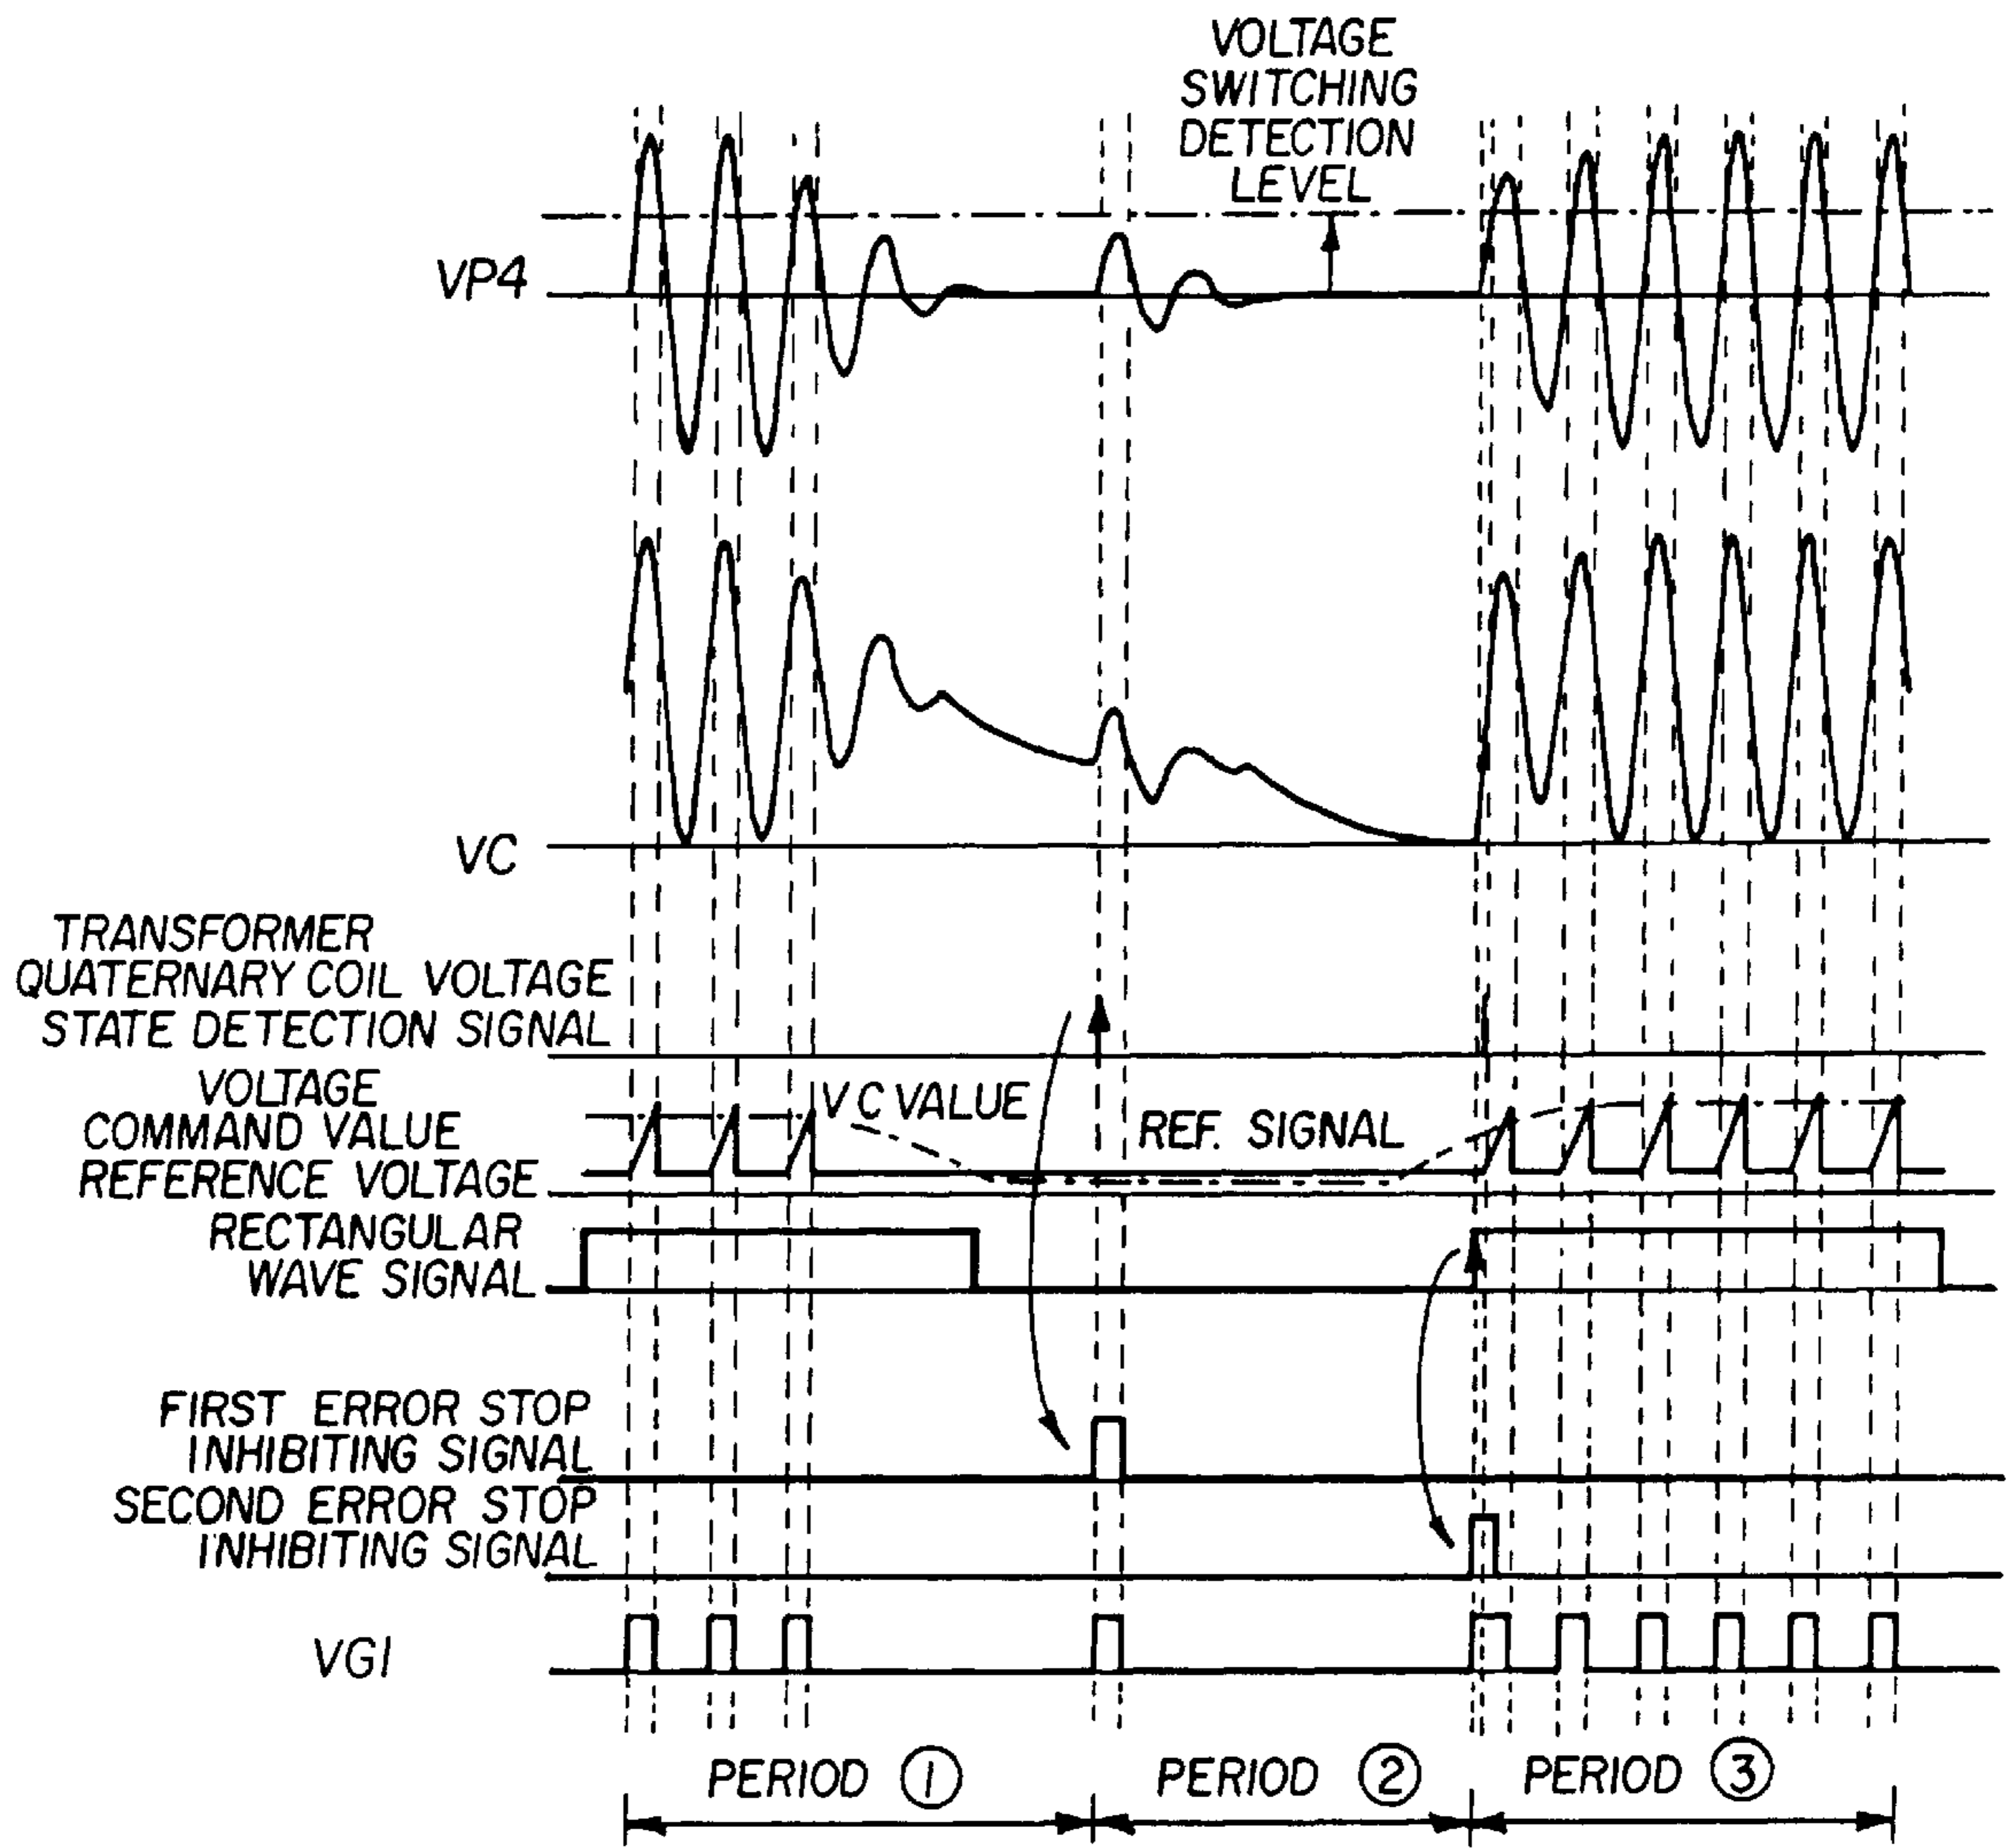 VOLTAGE
SWITCHING
DETECTION
LEVEL
VP4
VC
TRANSFORMER
QUATERNARY COIL VOLTAGE
STATE DETECTION SIGNAL
VOLTAGE
COMMAND VALUE
REFERENCE VOLTAGE
VC VALUE
REF. SIGNAL
RECTANGULAR
WAVE SIGNAL
FIRST ERROR STOP
INHIBITING SIGNAL
SECOND ERROR STOP
INHIBITING SIGNAL
VG1
PERIOD ①
PERIOD ②
PERIOD ③